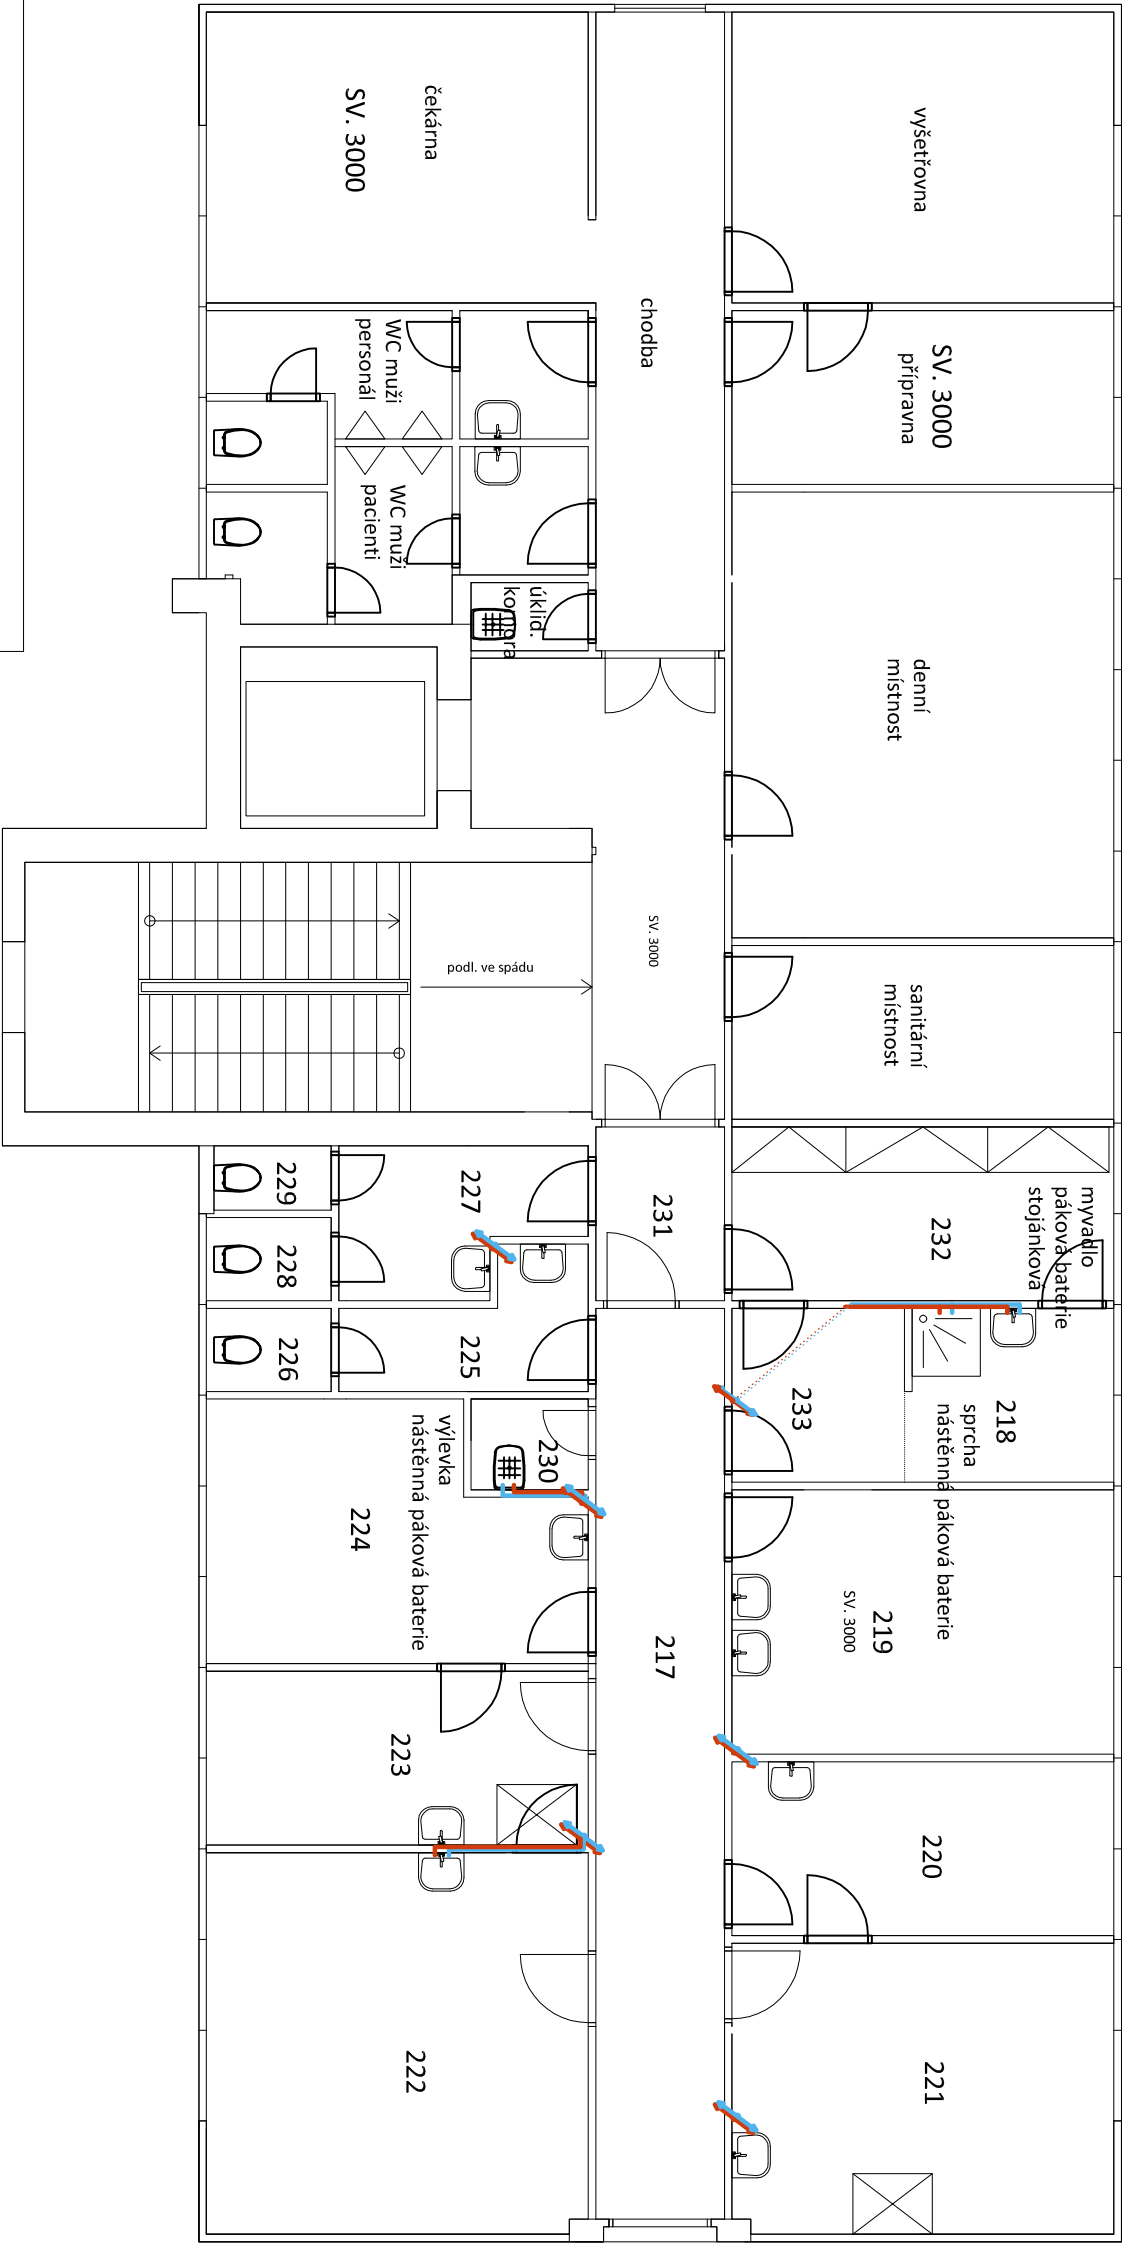 čekárna
SV. 3000
vyšetřovna
chodba
WC muži
personál
SV. 3000
přípravna
WC muži
pacienti
úklid.
komora
denní
místnost
SV. 3000
podl. ve spádu
sanitární
místnost
229
227
231
232
myvadlo
páková baterie
stojánková
228
226
225
233
218
sprcha
nástěnná páková baterie
230
výlevka
nástěnná páková baterie
224
217
219
SV. 3000
223
220
222
221